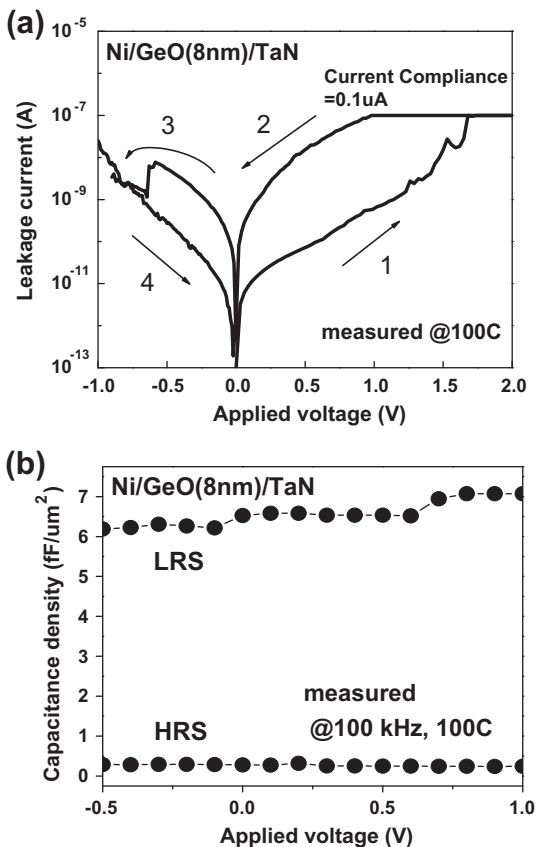 (a)
Ni/GeO(8nm)/TaN
Current Compliance
=0.1uA
3
2
4
1
measured @100C
10^-5
10^-7
10^-9
10^-11
10^-13
Leakage current (A)
-1.0 -0.5 0.0 0.5 1.0 1.5 2.0
Applied voltage (V)
(b)
Ni/GeO(8nm)/TaN
LRS
HRS
measured
@100 kHz, 100C
8
7
6
5
4
3
2
1
0
Capacitance density (fF/um²)
-0.5 0.0 0.5 1.0
Applied voltage (V)